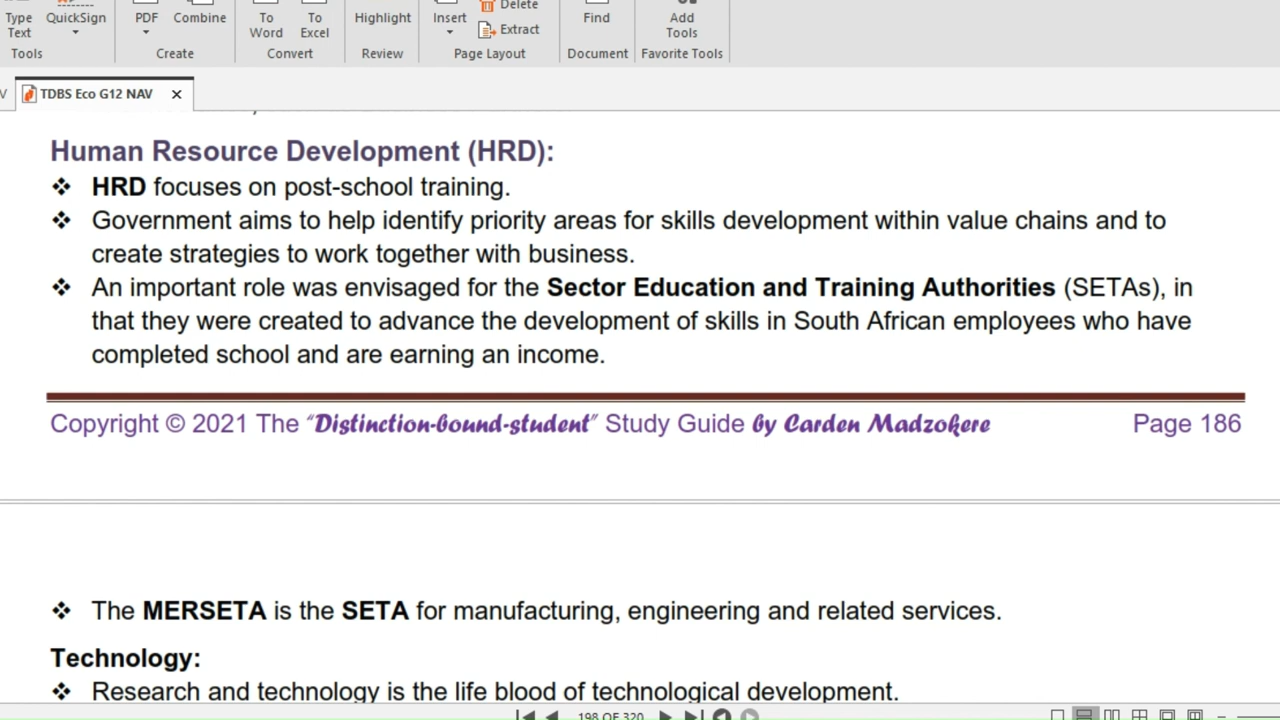 Type Text
QuickSign
PDF
Combine
To Word
To Excel
Highlight
Insert
Delete
Extract
Find
Add Tools
Tools
Create
Convert
Review
Page Layout
Document
Favorite Tools
V
TDBS Eco G12 NAV
Human Resource Development (HRD):
❖ HRD focuses on post-school training.
❖ Government aims to help identify priority areas for skills development within value chains and to
create strategies to work together with business.
❖ An important role was envisaged for the Sector Education and Training Authorities (SETAs), in
that they were created to advance the development of skills in South African employees who have
completed school and are earning an income.
Copyright © 2021 The "Distinction-bound-student" Study Guide by Carden Madzokere Page 186
❖ The MERSETA is the SETA for manufacturing, engineering and related services.
Technology:
❖ Research and technology is the life blood of technological development.
198 OF 320